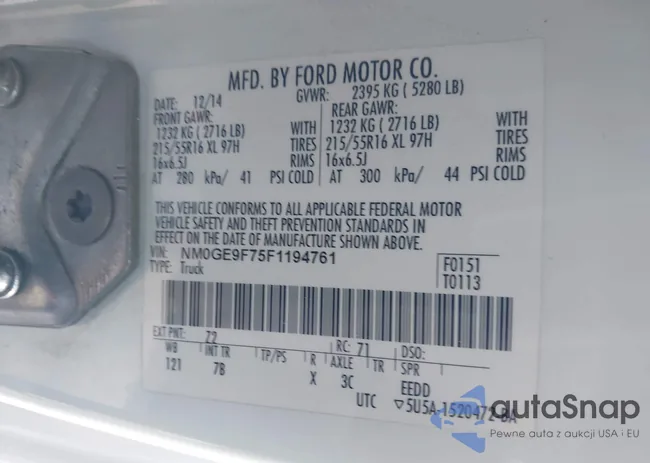 MFD. BY FORD MOTOR CO.
DATE: 12/14 GVWR: 2395 KG ( 5280 LB)
FRONT GAWR: REAR GAWR:
1232 KG ( 2716 LB) WITH 1232 KG ( 2716 LB) WITH
215/55R16 XL 97H TIRES 215/55R16 XL 97H TIRES
16x6.5J RIMS 16x6.5J RIMS
AT 280 kPa/ 41 PSI COLD AT 300 kPa/ 44 PSI COLD
THIS VEHICLE CONFORMS TO ALL APPLICABLE FEDERAL MOTOR
VEHICLE SAFETY AND THEFT PREVENTION STANDARDS IN
EFFECT ON THE DATE OF MANUFACTURE SHOWN ABOVE.
VIN: NM0GE9F75F1194761 F0151
TYPE: Truck T0113
EXT PNT: Z2 RC: 71 DSO:
WB INT TR TP/PS R AXLE TR SPR
121 7B X 3C EEDD
UTC ▽5U5A-1520472-BA
autaSnap
Pewne auta z aukcji USA i EU